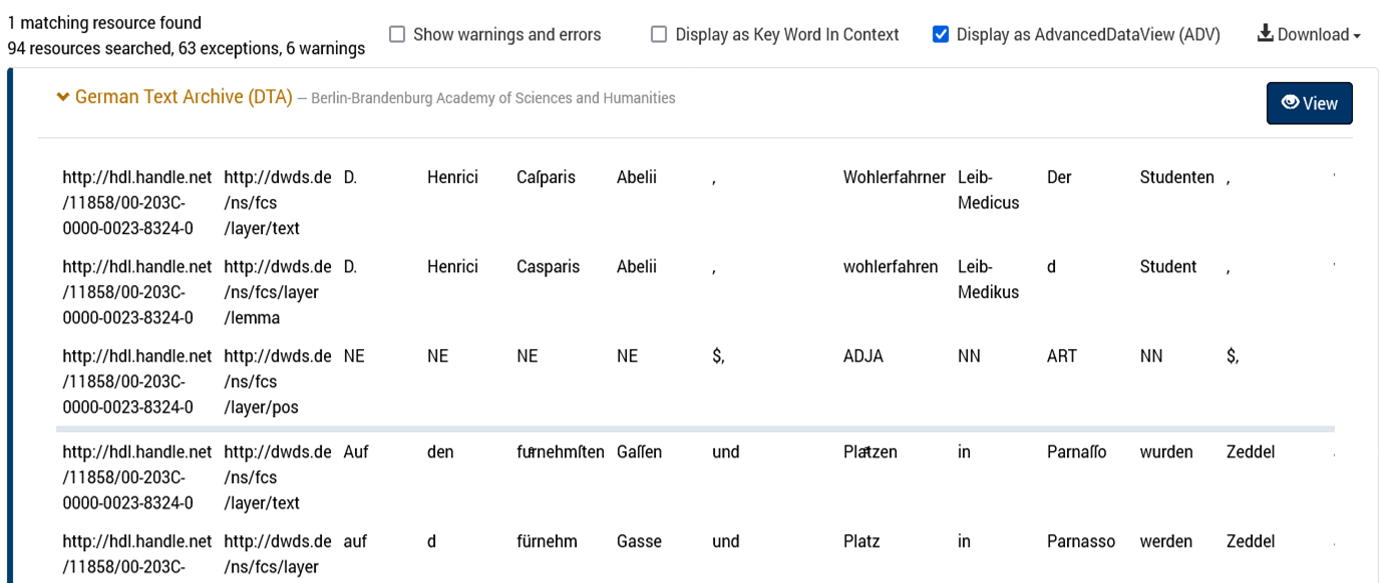 1 matching resource found
94 resources searched, 63 exceptions, 6 warnings
Show warnings and errors
Display as Key Word In Context
Display as AdvancedDataView (ADV)
Download
German Text Archive (DTA) – Berlin-Brandenburg Academy of Sciences and Humanities
View
http://hdl.handle.net http://dwds.de D. Henrici Caſparis Abelii , Wohlerfahrner Leib- Der Studenten ,
/11858/00-203C- /ns/fcs Medicus
0000-0023-8324-0 /layer/text
http://hdl.handle.net http://dwds.de D. Henrici Casparis Abelii , wohlerfahren Leib- d Student ,
/11858/00-203C- /ns/fcs/layer Medikus
0000-0023-8324-0 /lemma
http://hdl.handle.net http://dwds.de NE NE NE NE $, ADJA NN ART NN $,
/11858/00-203C- /ns/fcs
0000-0023-8324-0 /layer/pos
http://hdl.handle.net http://dwds.de Auf den fuͤrnehmſten Gaſſen und Plaͤtzen in Parnaſſo wurden Zeddel
/11858/00-203C- /ns/fcs
0000-0023-8324-0 /layer/text
http://hdl.handle.net http://dwds.de auf d fürnehm Gasse und Platz in Parnasso werden Zeddel
/11858/00-203C- /ns/fcs/layer